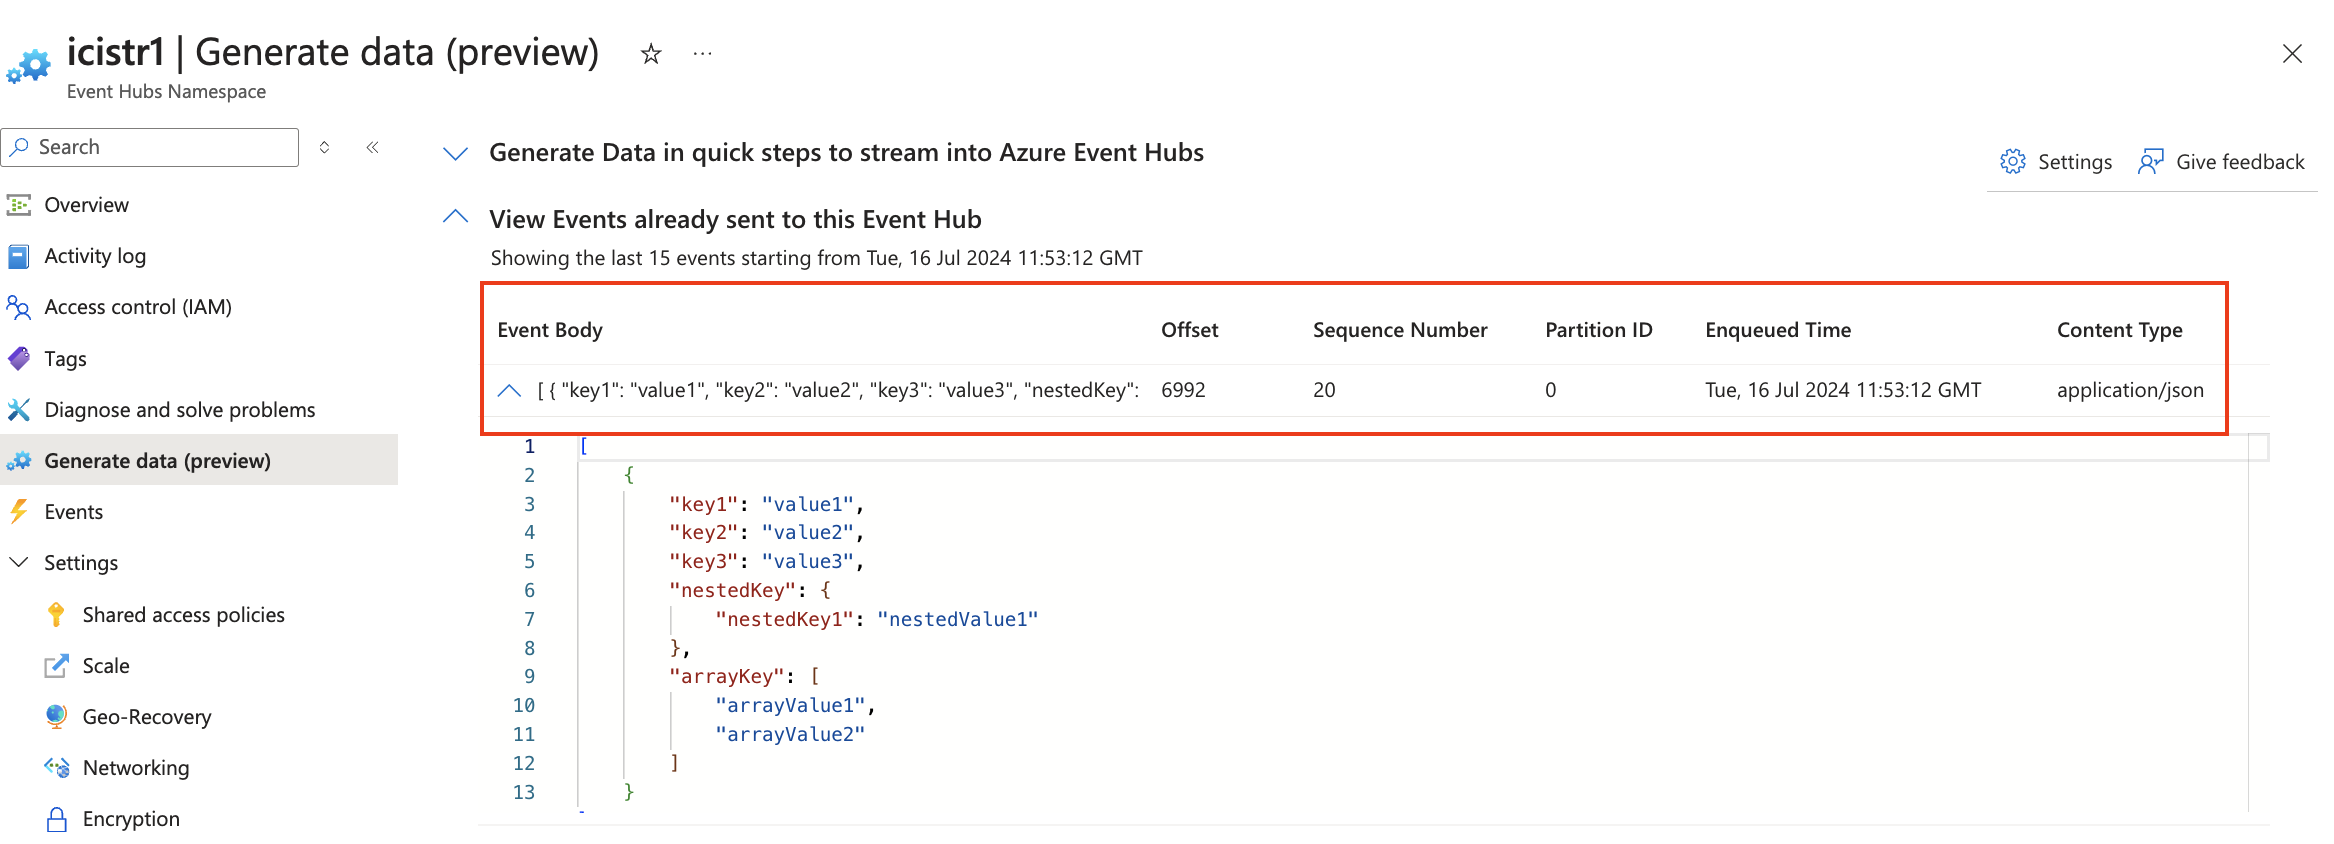 icistr1 | Generate data (preview)
Event Hubs Namespace
Search
Overview
Activity log
Access control (IAM)
Tags
Diagnose and solve problems
Generate data (preview)
Events
Settings
Shared access policies
Scale
Geo-Recovery
Networking
Encryption
Generate Data in quick steps to stream into Azure Event Hubs
Settings Give feedback
View Events already sent to this Event Hub
Showing the last 15 events starting from Tue, 16 Jul 2024 11:53:12 GMT
Event Body Offset Sequence Number Partition ID Enqueued Time Content Type
[ { "key1": "value1", "key2": "value2", "key3": "value3", "nestedKey": 6992 20 0 Tue, 16 Jul 2024 11:53:12 GMT application/json
1 [
2 {
3 "key1": "value1",
4 "key2": "value2",
5 "key3": "value3",
6 "nestedKey": {
7 "nestedKey1": "nestedValue1"
8 },
9 "arrayKey": [
10 "arrayValue1",
11 "arrayValue2"
12 ]
13 }